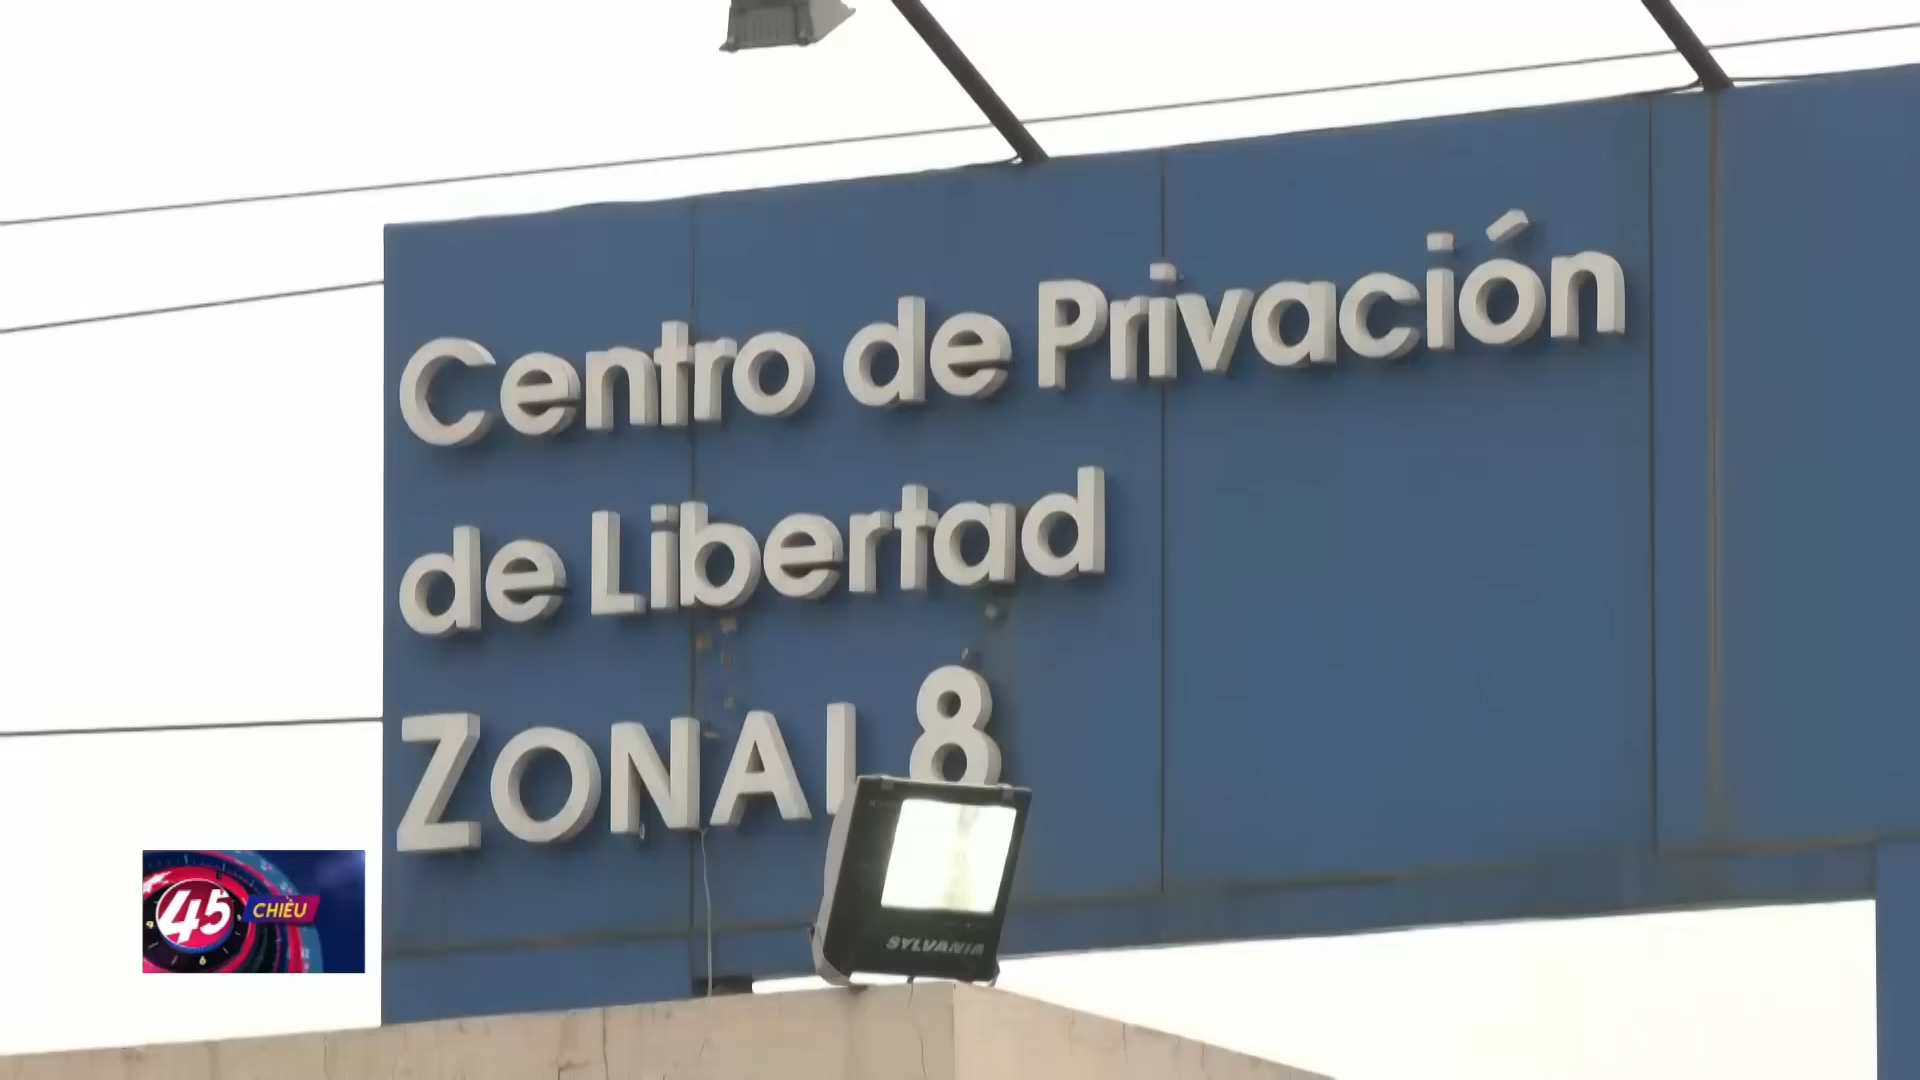 Centro de Privación
de Libertad
ZONAL 8
SYLVANIA
45 CHIỀU